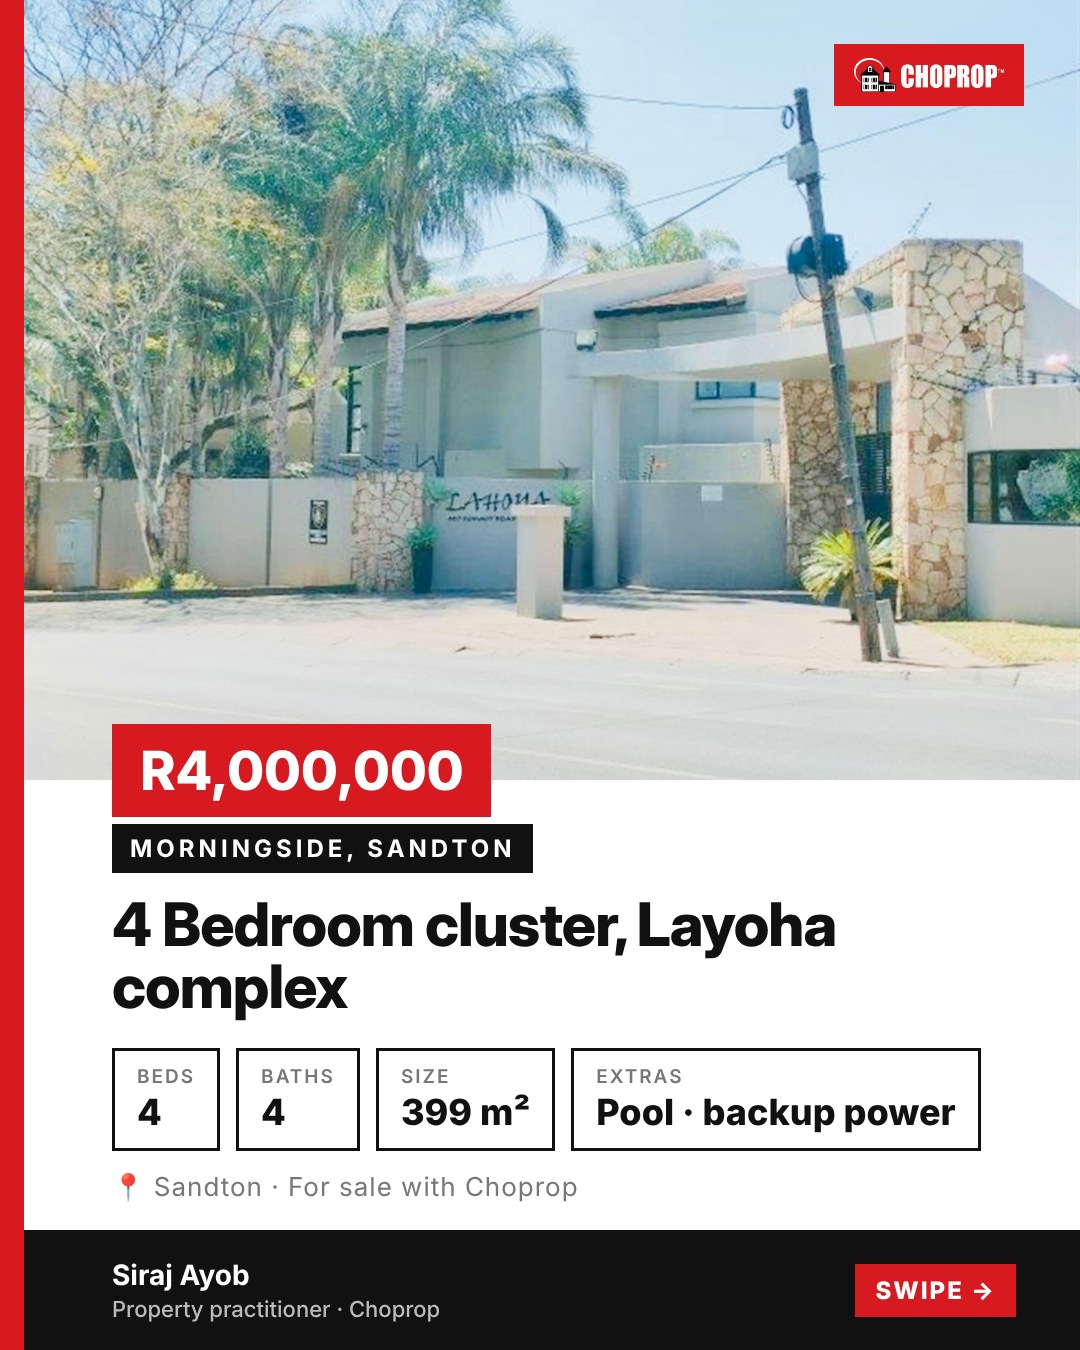 CHOPROP™
LAHOYA
R4,000,000
MORNINGSIDE, SANDTON
4 Bedroom cluster, Layoha
complex
BEDS
4
BATHS
4
SIZE
399 m²
EXTRAS
Pool · backup power
📍 Sandton · For sale with Choprop
Siraj Ayob
Property practitioner · Choprop
SWIPE →